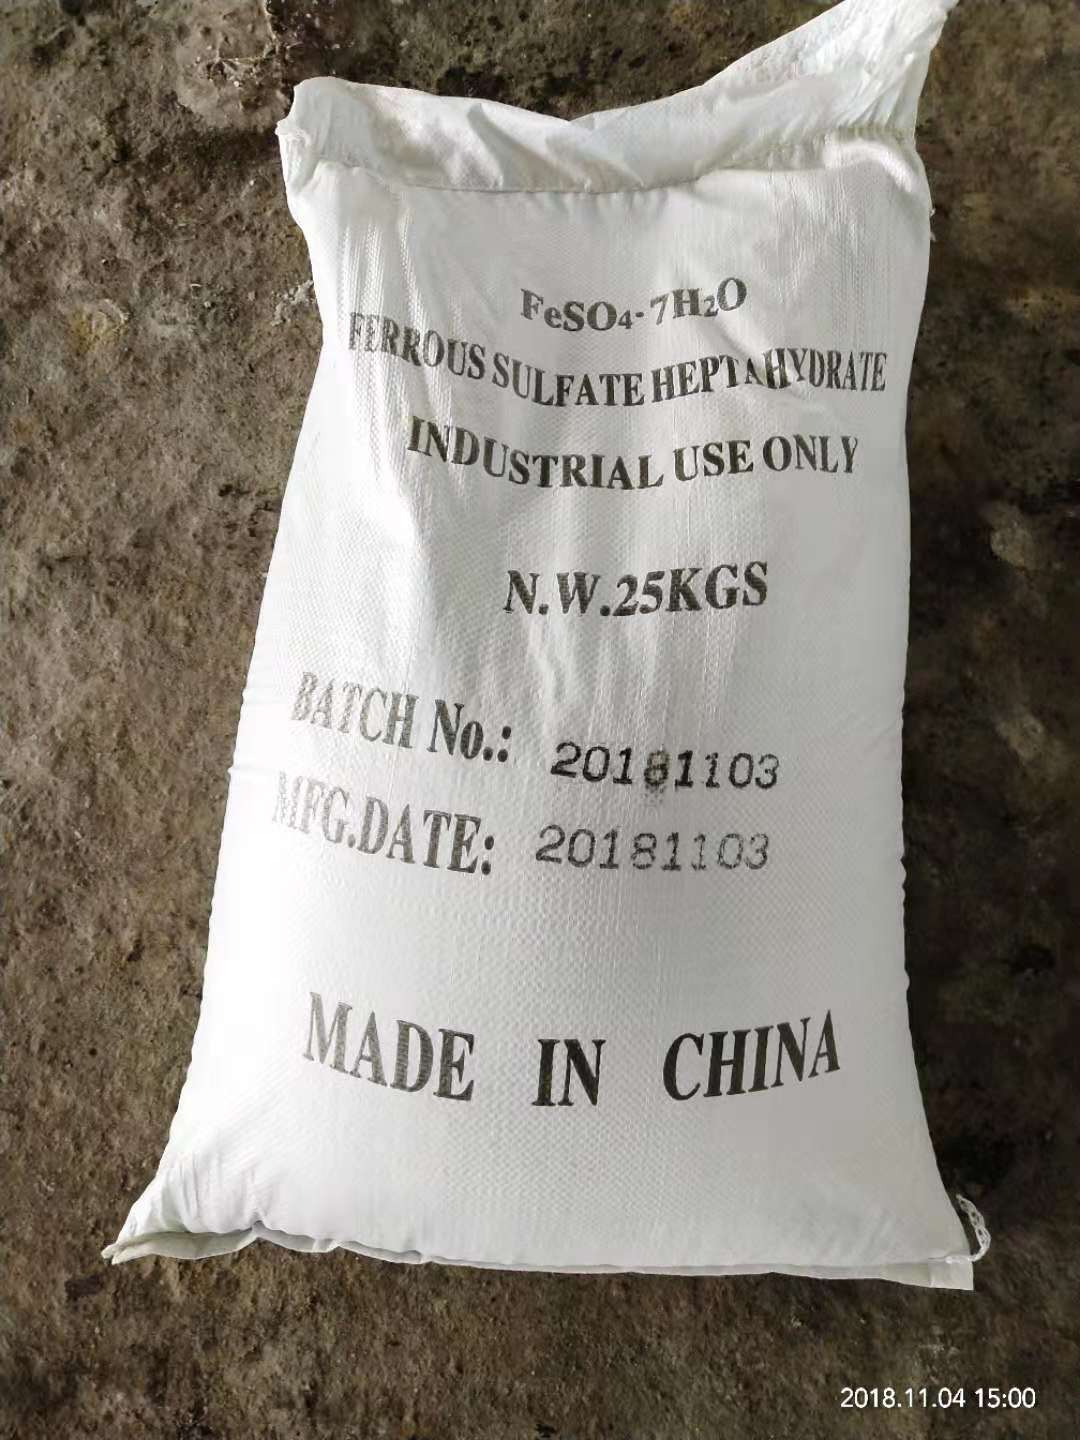 FeSO4·7H2O
FERROUS SULFATE HEPTAHYDRATE
INDUSTRIAL USE ONLY
N.W.25KGS
BATCH No.: 20181103
MFG.DATE: 20181103
MADE IN CHINA
2018.11.04 15:00